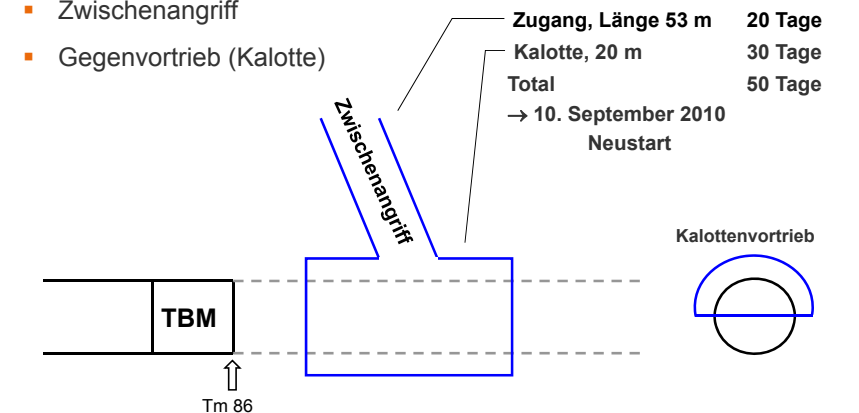 ▪ Zwischenangriff
▪ Gegenvortrieb (Kalotte)
Zugang, Länge 53 m 20 Tage
Kalotte, 20 m 30 Tage
Total 50 Tage
→ 10. September 2010
Neustart
Zwischenangriff
Kalottenvortrieb
TBM
Tm 86